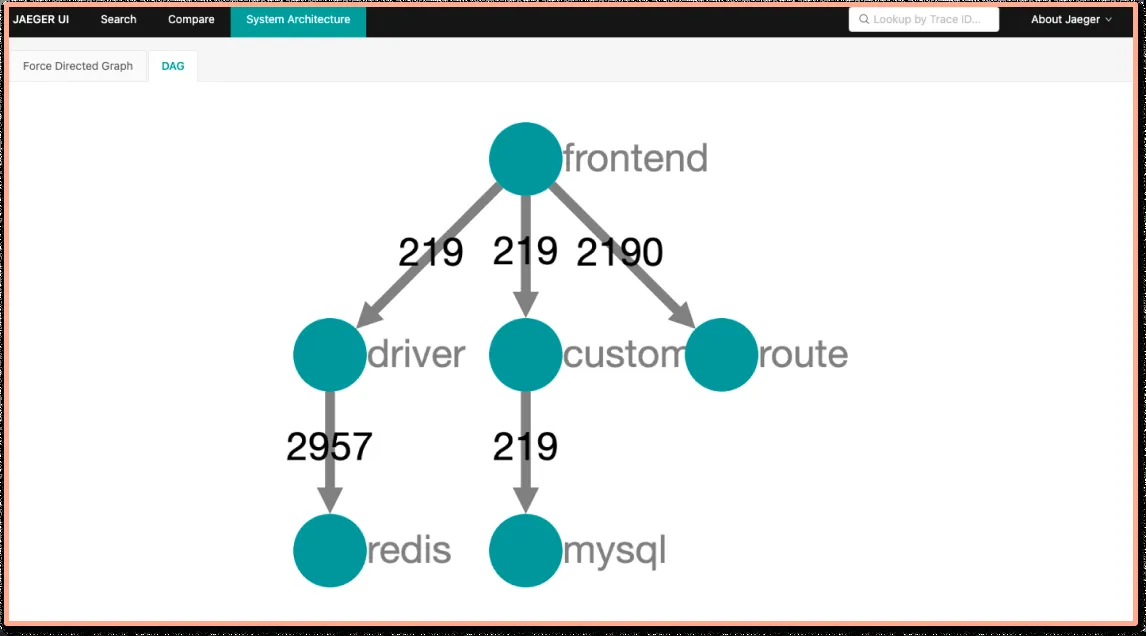 JAEGER UI Search Compare System Architecture Lookup by Trace ID... About Jaeger
Force Directed Graph DAG
frontend
219 219 2190
driver custom route
2957 219
redis mysql